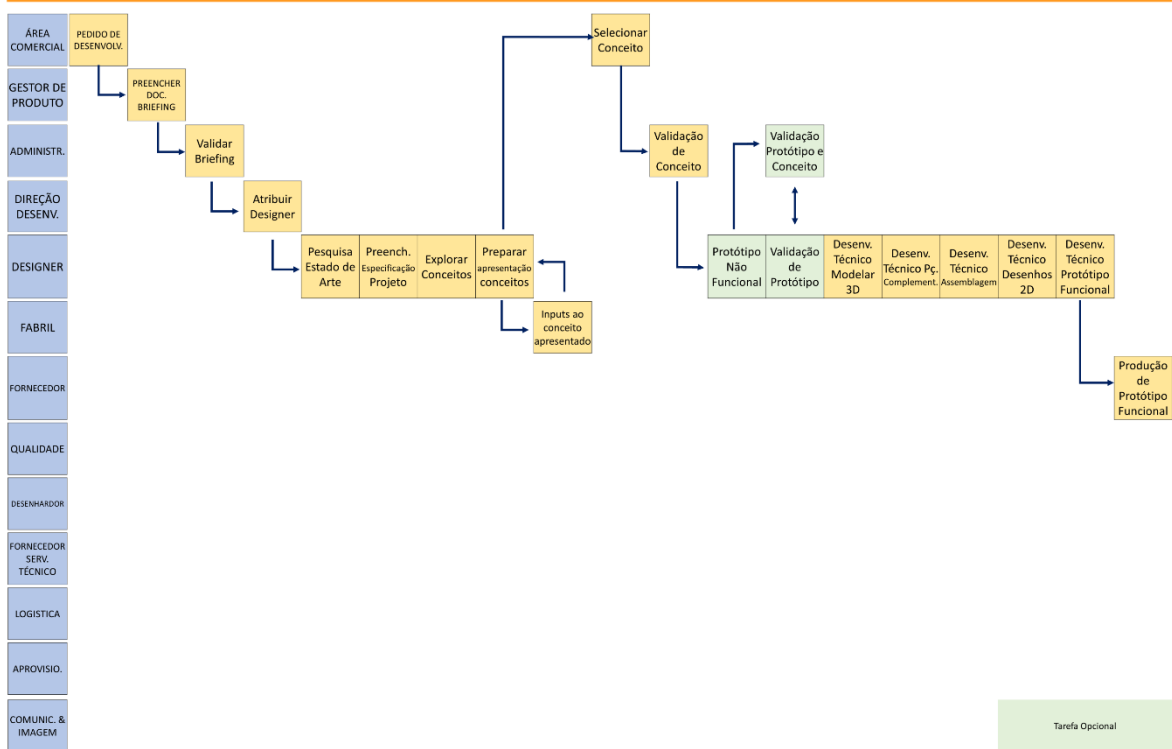 ÁREA
COMERCIAL
PEDIDO DE
DESENVOLV.
Selecionar
Conceito
GESTOR DE
PRODUTO
PREENCHER
DOC.
BRIEFING
ADMINISTR.
Validar
Briefing
Validação
de
Conceito
Validação
Protótipo e
Conceito
DIREÇÃO
DESENV.
Atribuir
Designer
DESIGNER
Pesquisa
Estado de
Arte
Preench.
Especificação
Projeto
Explorar
Conceitos
Preparar
apresentação
conceitos
Protótipo
Não
Funcional
Validação
de
Protótipo
Desenv.
Técnico
Modelar
3D
Desenv.
Técnico Pç.
Complement.
Desenv.
Técnico
Assemblagem
Desenv.
Técnico
Desenhos
2D
Desenv.
Técnico
Protótipo
Funcional
FABRIL
Inputs ao
conceito
apresentado
FORNECEDOR
Produção
de
Protótipo
Funcional
QUALIDADE
DESENHARDOR
FORNECEDOR
SERV.
TÉCNICO
LOGISTICA
APROVISIO.
COMUNIC. &
IMAGEM
Tarefa Opcional